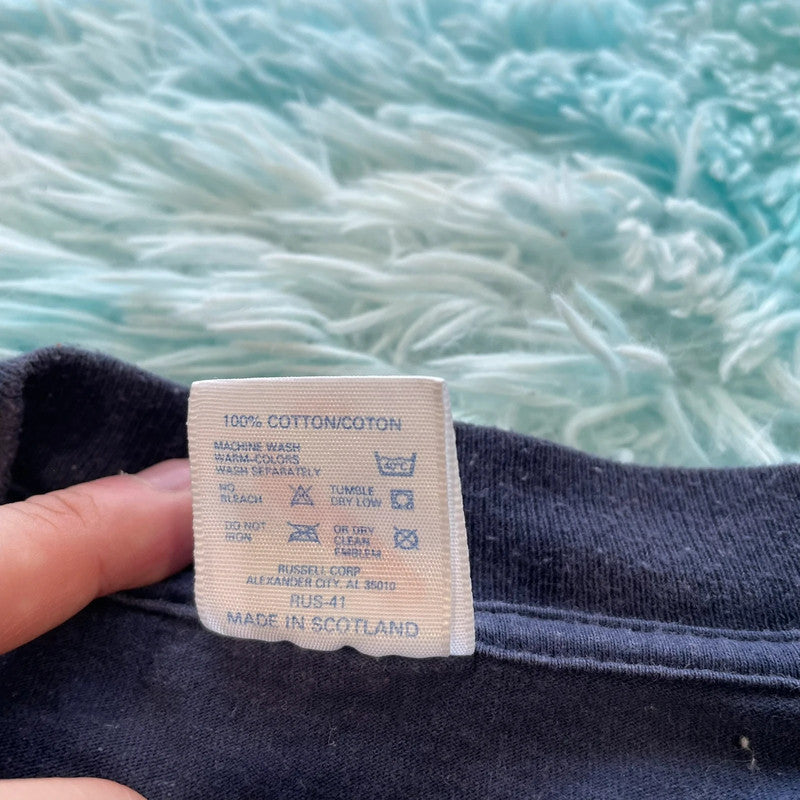 100% COTTON/COTON
MACHINE WASH
WARM-COLORS
WASH SEPARATELY
40°C
NO
BLEACH
TUMBLE
DRY LOW
DO NOT
IRON
OR DRY
CLEAN
EMBLEM
RUSSELL CORP
ALEXANDER CITY, AL 35010
RUS-41
MADE IN SCOTLAND